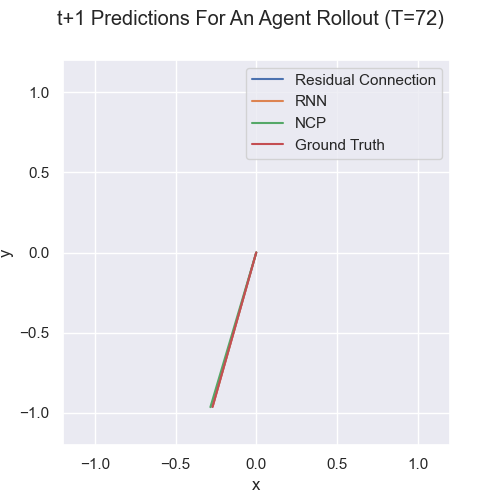 t+1 Predictions For An Agent Rollout (T=72)
Residual Connection
RNN
NCP
Ground Truth
1.0
0.5
0.0
−0.5
−1.0
y
−1.0 −0.5 0.0 0.5 1.0
x